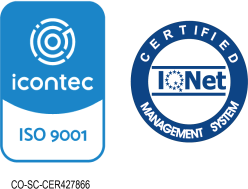 icontec
ISO 9001
CO-SC-CER427866
CERTIFIED
IQNet
MANAGEMENT SYSTEM